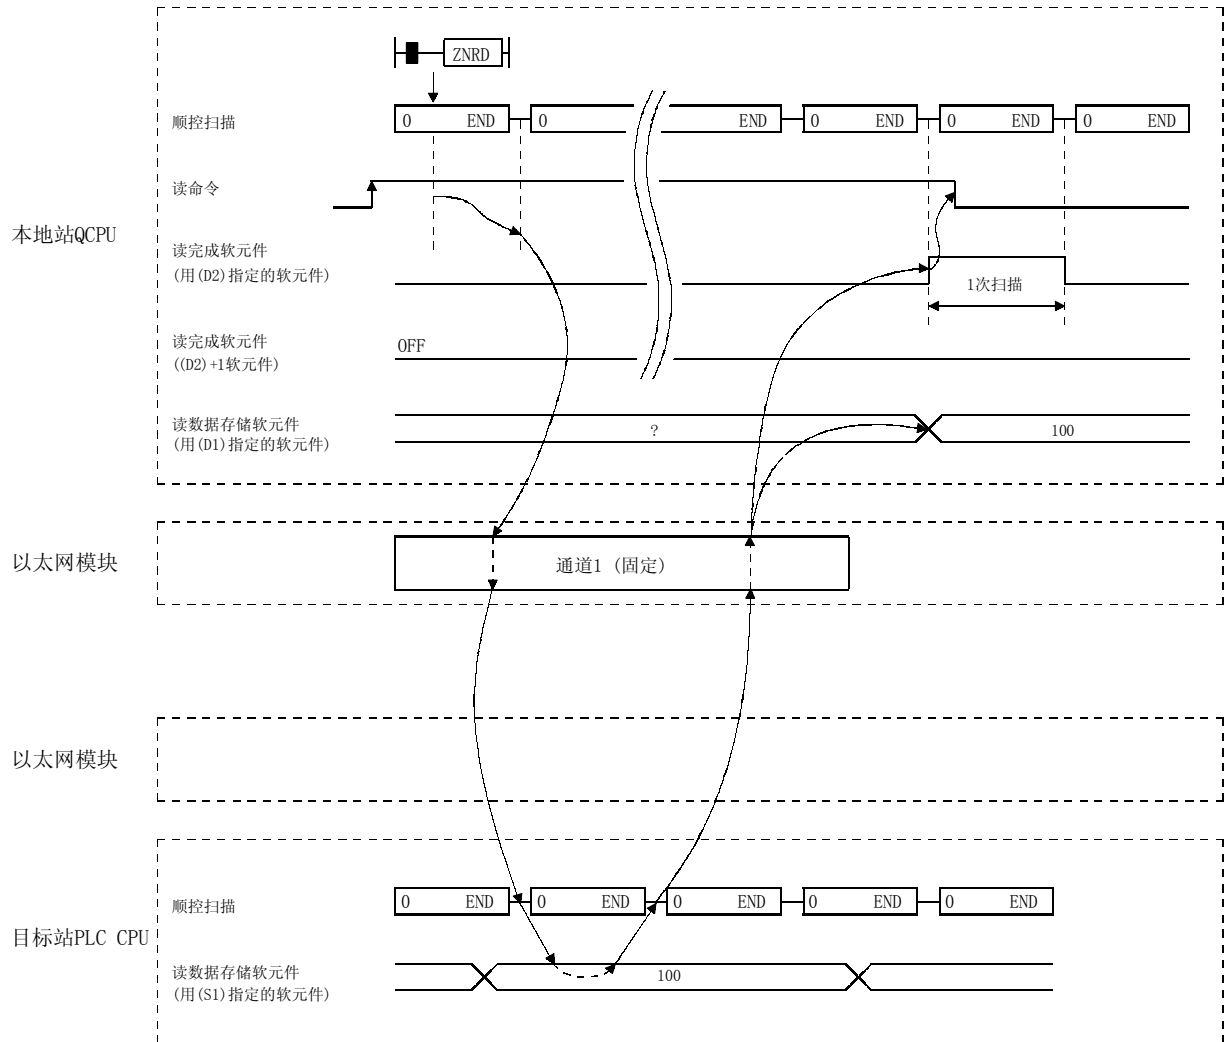 ZNRD
顺控扫描
0 END 0 END 0 END 0 END 0 END
读命令
本地站QCPU
读完成软元件
(用(D2)指定的软元件)
1次扫描
读完成软元件
((D2)+1软元件)
OFF
读数据存储软元件
(用(D1)指定的软元件)
? 100
以太网模块
通道1 (固定)
以太网模块
顺控扫描
0 END 0 END 0 END 0 END 0 END
目标站PLC CPU
读数据存储软元件
(用(S1)指定的软元件)
100